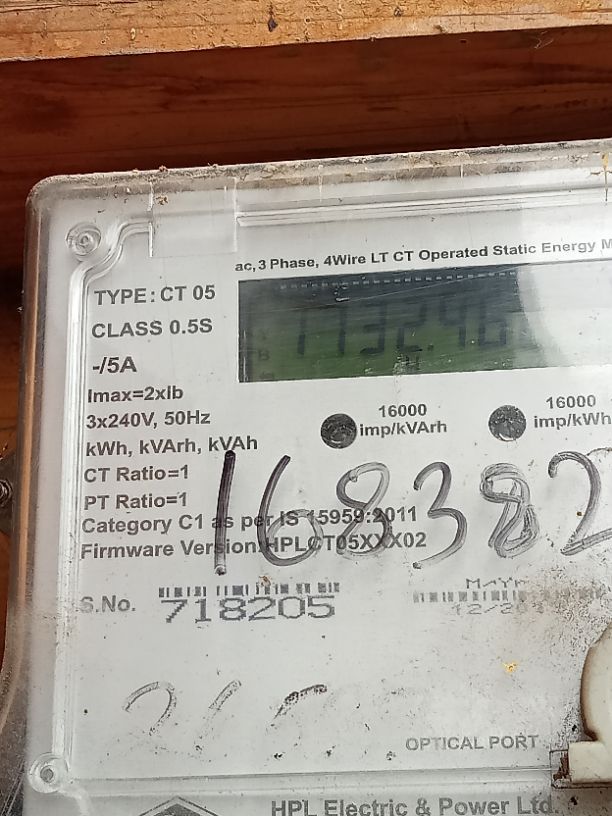 ac, 3 Phase, 4Wire LT CT Operated Static Energy M
TYPE : CT 05
CLASS 0.5S
-/5A
Imax=2xIb
3x240V, 50Hz
kWh, kVArh, kVAh
CT Ratio=1
PT Ratio=1
Category C1 as per IS 15959:2011
Firmware Version:HPLCT05XXX02
1732.46
16000
imp/kVArh
16000
imp/kWh
168382
S.No.
718205
OPTICAL PORT
HPL Electric & Power Ltd.